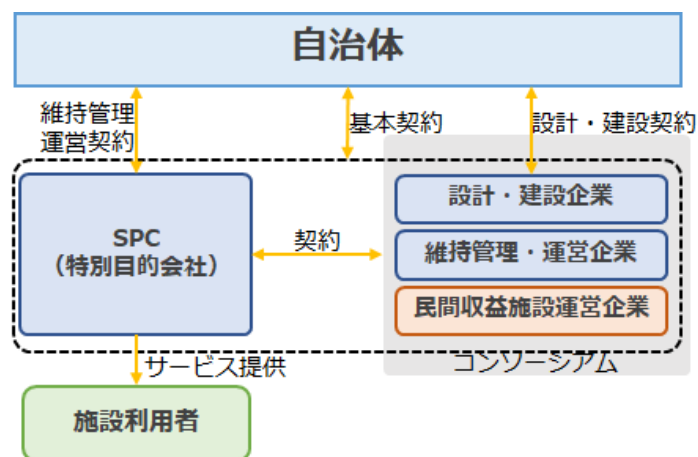 自治体
維持管理
運営契約
基本契約
設計・建設契約
SPC
（特別目的会社）
契約
設計・建設企業
維持管理・運営企業
民間収益施設運営企業
コンソーシアム
サービス提供
施設利用者